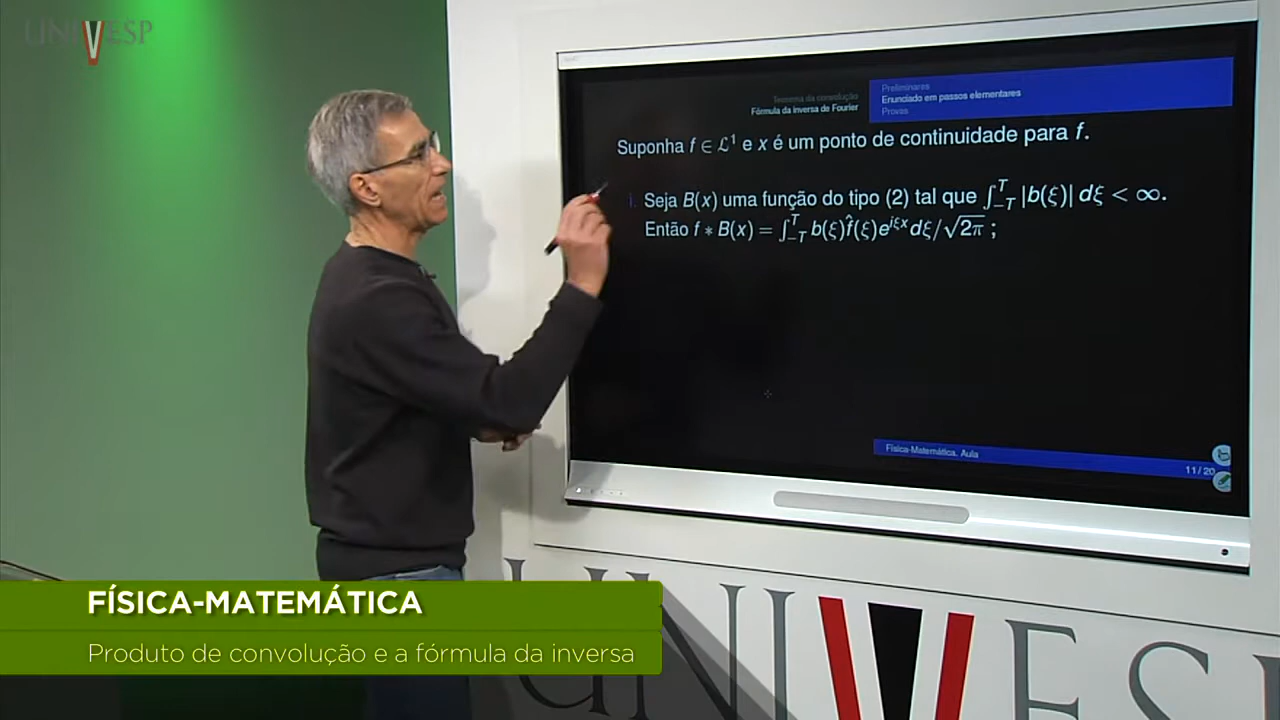 UNIVESP
Teorema da convolução
Fórmula da inversa de Fourier
Preliminares
Enunciado em passos elementares
Provas
Suponha f ∈ ℒ¹ e x é um ponto de continuidade para f.
i. Seja B(x) uma função do tipo (2) tal que ∫₋ᵀᵀ |b(ξ)| dξ < ∞.
Então f ∗ B(x) = ∫₋ᵀᵀ b(ξ)f̂(ξ)e^{iξx}dξ/√2π ;
Física-Matemática. Aula
11/20
FÍSICA-MATEMÁTICA
Produto de convolução e a fórmula da inversa
UNIVESP